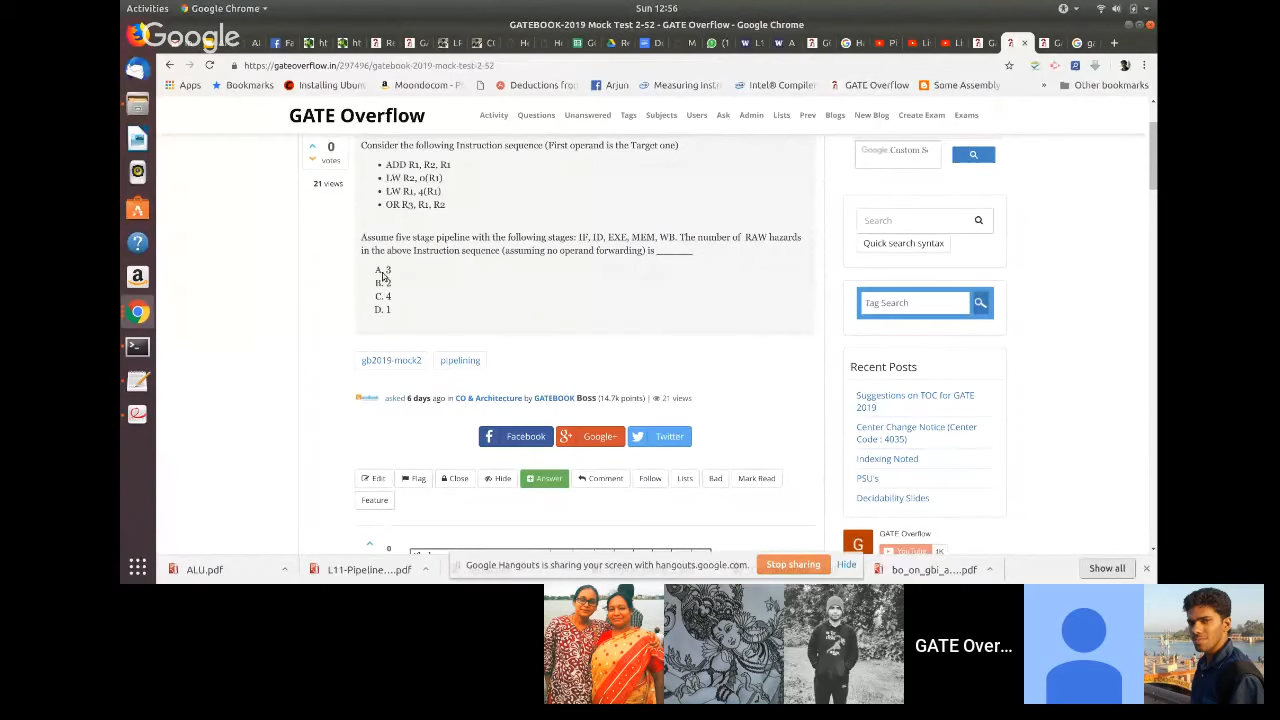 Activities
Google Chrome
Sun 12:56
GATEBOOK-2019 Mock Test 2-52 - GATE Overflow - Google Chrome
Google
https://gateoverflow.in/297496/gatebook-2019-mock-test-2-52
Apps
Bookmarks
Installing Ubun
Moondocom - P
Deductions from
Arjun
Measuring Instr
Intel® Compiler
GATE Overflow
Some Assembly
Other bookmarks
GATE Overflow
Activity Questions Unanswered Tags Subjects Users Ask Admin Lists Prev Blogs New Blog Create Exam Exams
0
votes
21 views
Consider the following Instruction sequence (First operand is the Target one)
• ADD R1, R2, R1
• LW R2, 0(R1)
• LW R1, 4(R1)
• OR R3, R1, R2
Assume five stage pipeline with the following stages: IF, ID, EXE, MEM, WB. The number of RAW hazards
in the above Instruction sequence (assuming no operand forwarding) is _______
A. 3
B. 2
C. 4
D. 1
gb2019-mock2
pipelining
asked 6 days ago in CO & Architecture by GATEBOOK Boss (14.7k points) | 21 views
Facebook
Google+
Twitter
Edit Flag Close Hide Answer Comment Follow Lists Bad Mark Read
Feature
0
Google Custom S
Search
Quick search syntax
Tag Search
Recent Posts
Suggestions on TOC for GATE
2019
Center Change Notice (Center
Code : 4035)
Indexing Noted
PSU's
Decidability Slides
G
GATE Overflow
YouTube 1K
ALU.pdf
L11-Pipeline....pdf
Google Hangouts is sharing your screen with hangouts.google.com.
Stop sharing
Hide
bo_on_gbi_a....pdf
Show all
GATE Over...